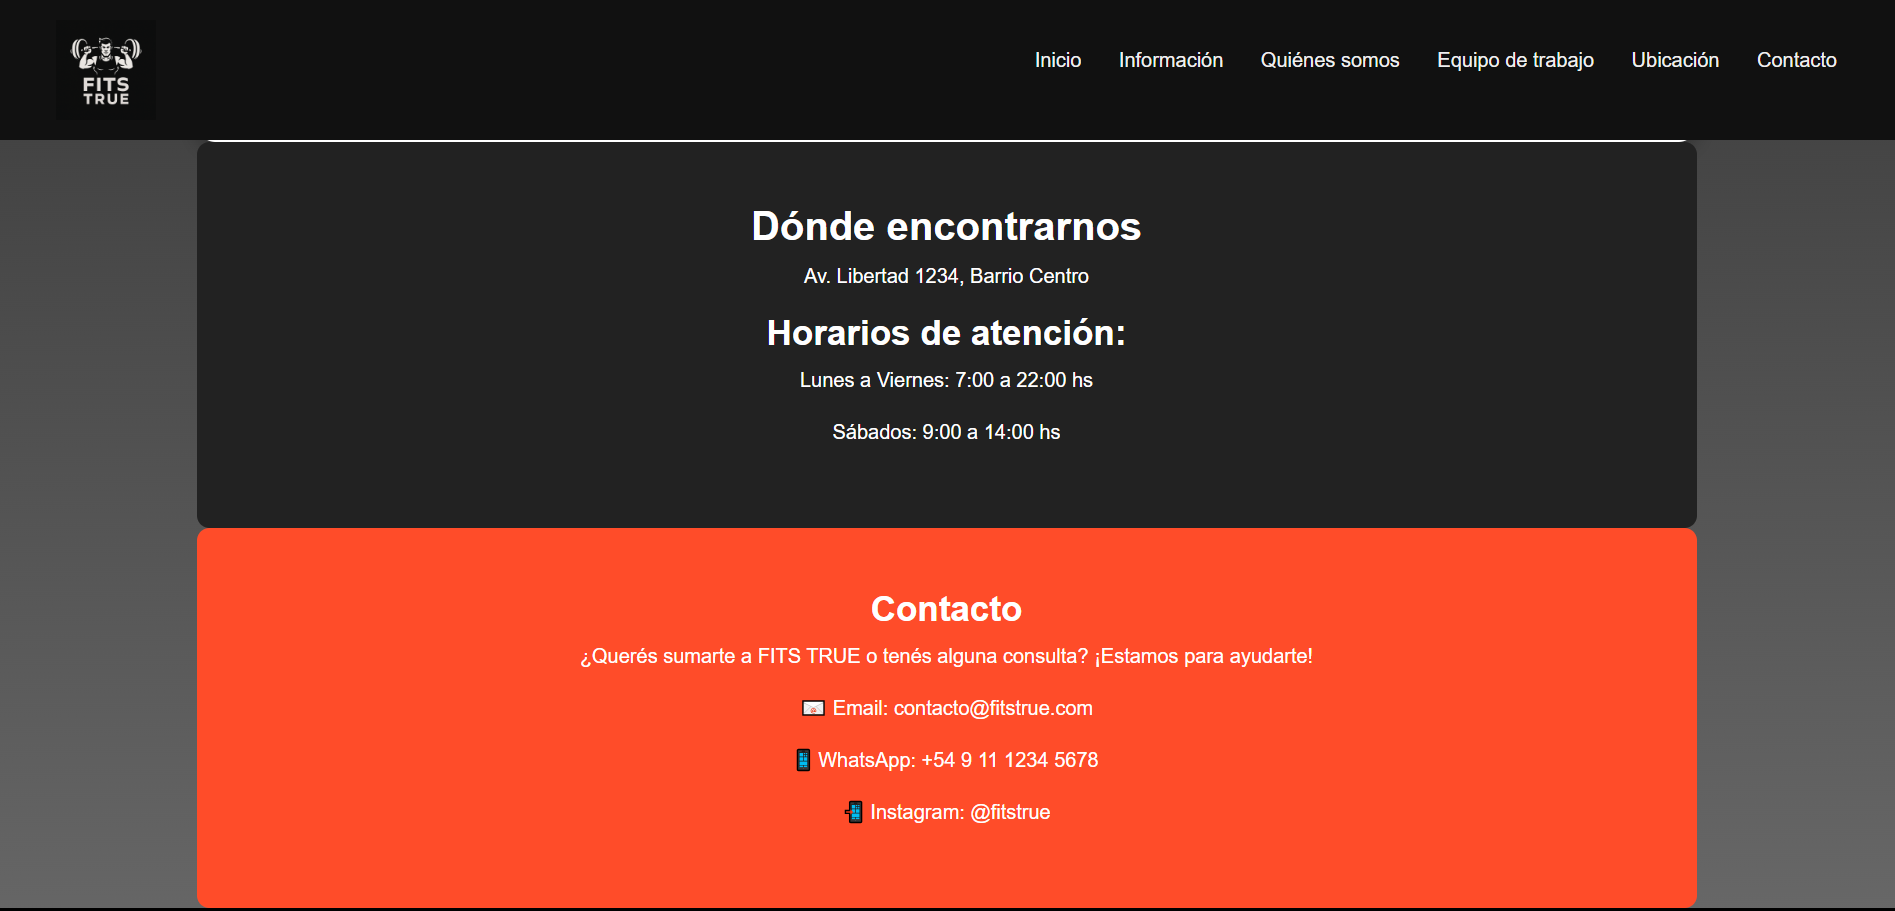 FITS
TRUE
Inicio Información Quiénes somos Equipo de trabajo Ubicación Contacto
Dónde encontrarnos
Av. Libertad 1234, Barrio Centro
Horarios de atención:
Lunes a Viernes: 7:00 a 22:00 hs
Sábados: 9:00 a 14:00 hs
Contacto
¿Querés sumarte a FITS TRUE o tenés alguna consulta? ¡Estamos para ayudarte!
📧 Email: contacto@fitstrue.com
📱 WhatsApp: +54 9 11 1234 5678
📲 Instagram: @fitstrue